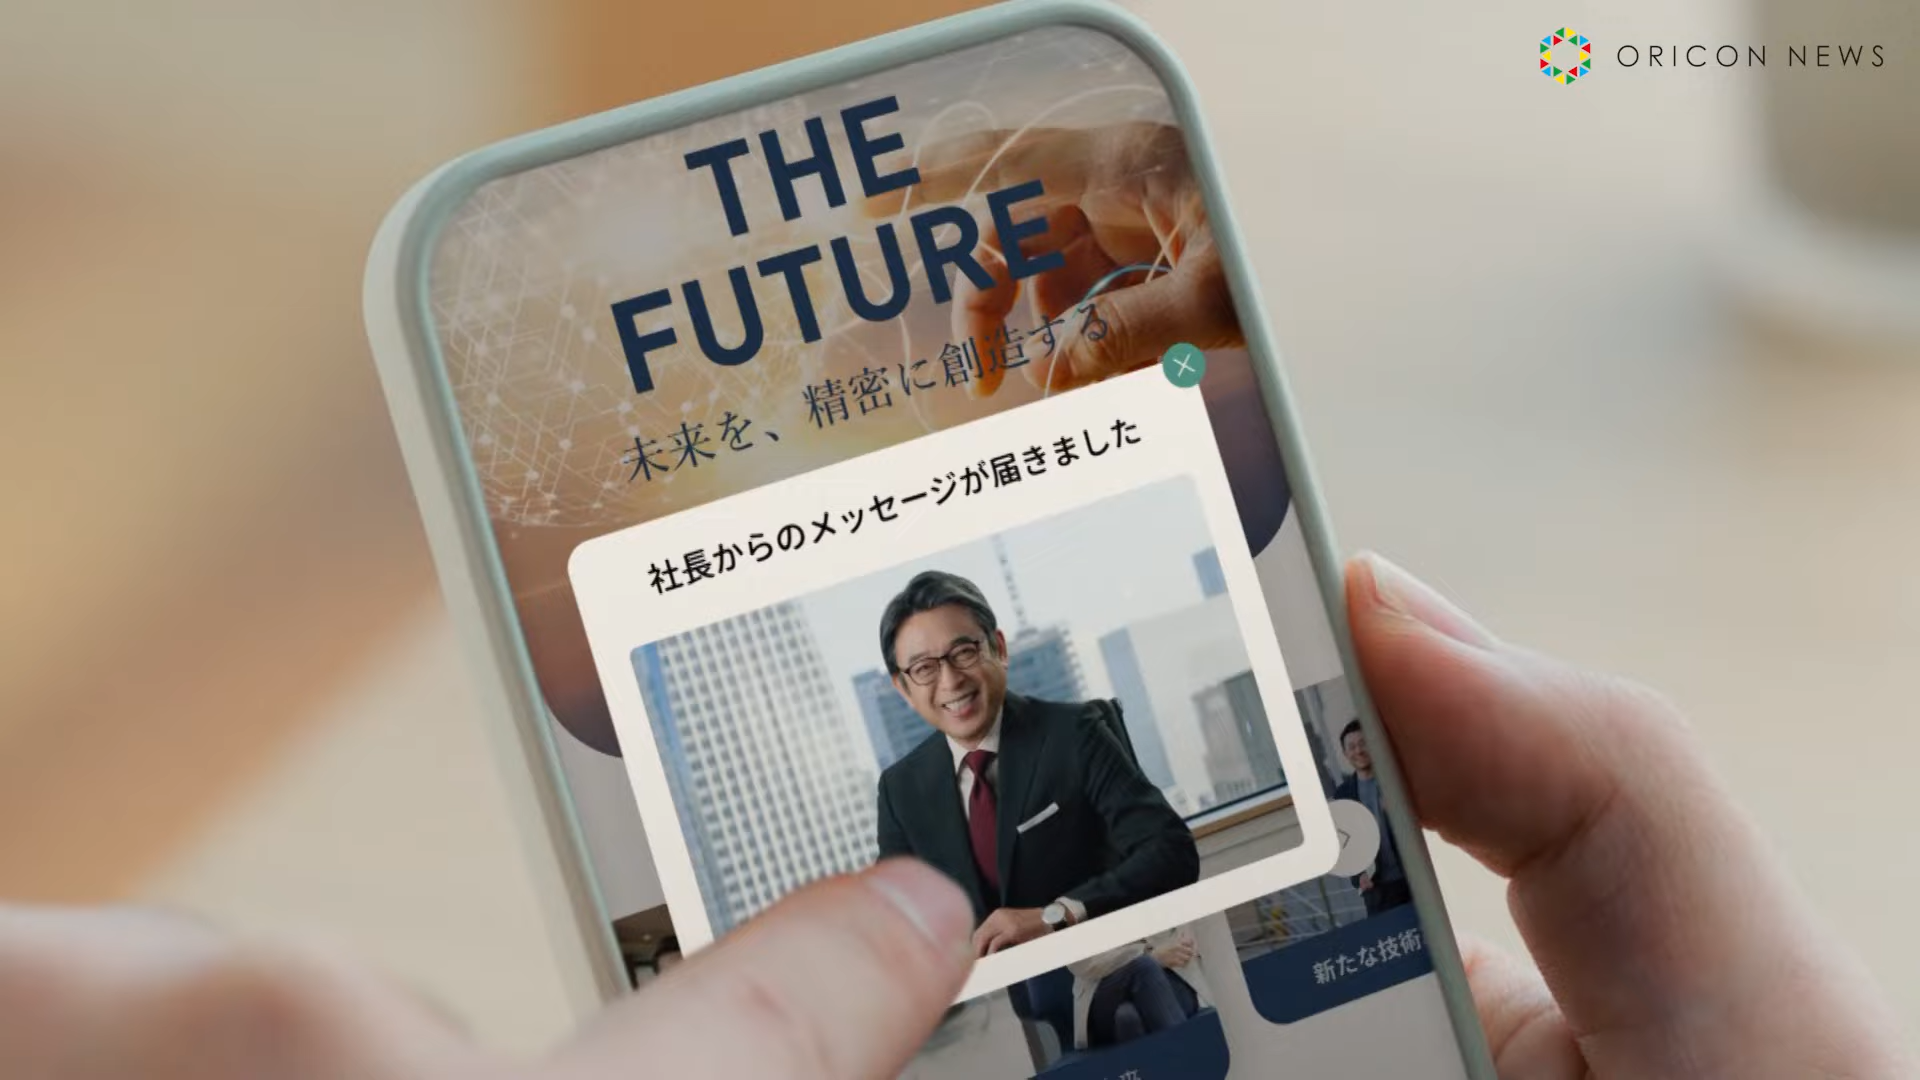 ORICON NEWS
THE
FUTURE
未来を、精密に創造する
社長からのメッセージが届きました
新たな技術